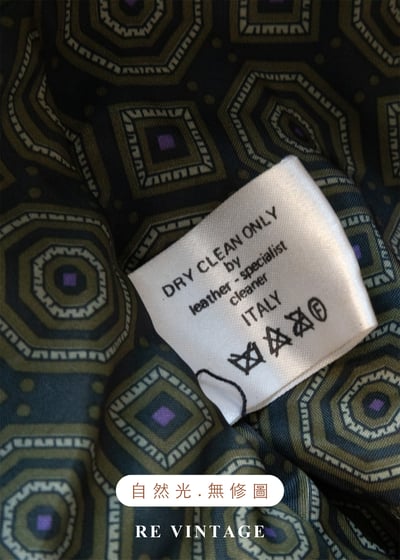 DRY CLEAN ONLY
by
leather - specialist
cleaner
ITALY
F
自然光.無修圖
RE VINTAGE